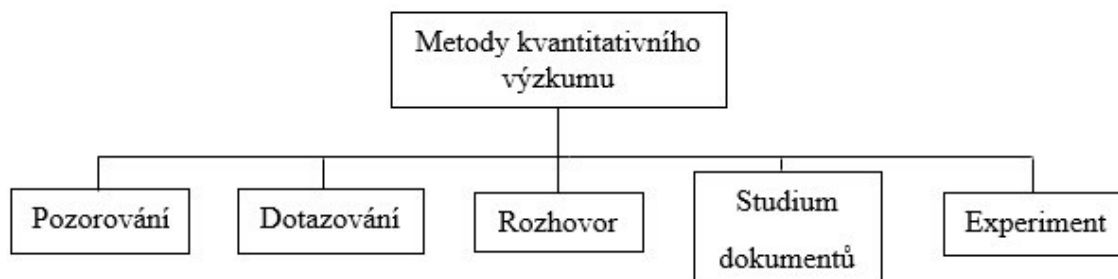 Metody kvantitativního
výzkumu
Pozorování
Dotazování
Rozhovor
Studium
dokumentů
Experiment